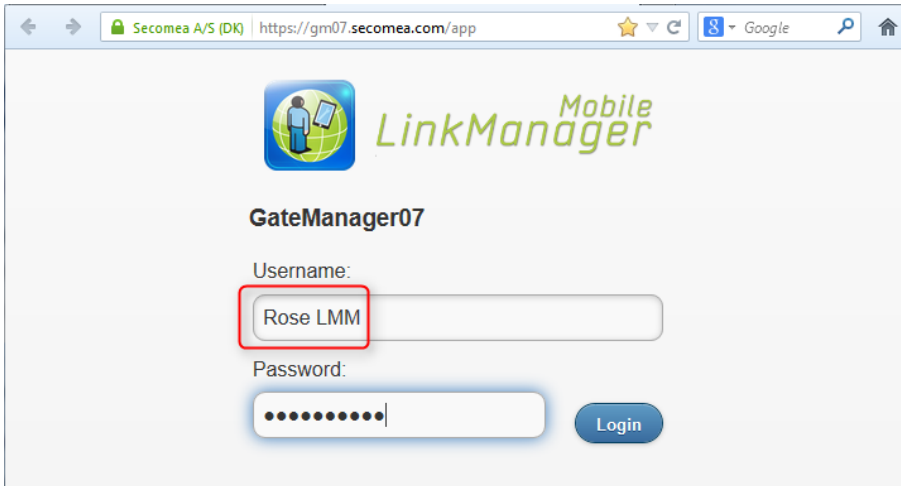 Secomea A/S (DK) https://gm07.secomea.com/app Google
Mobile
LinkManager
GateManager07
Username:
Rose LMM
Password:
Login